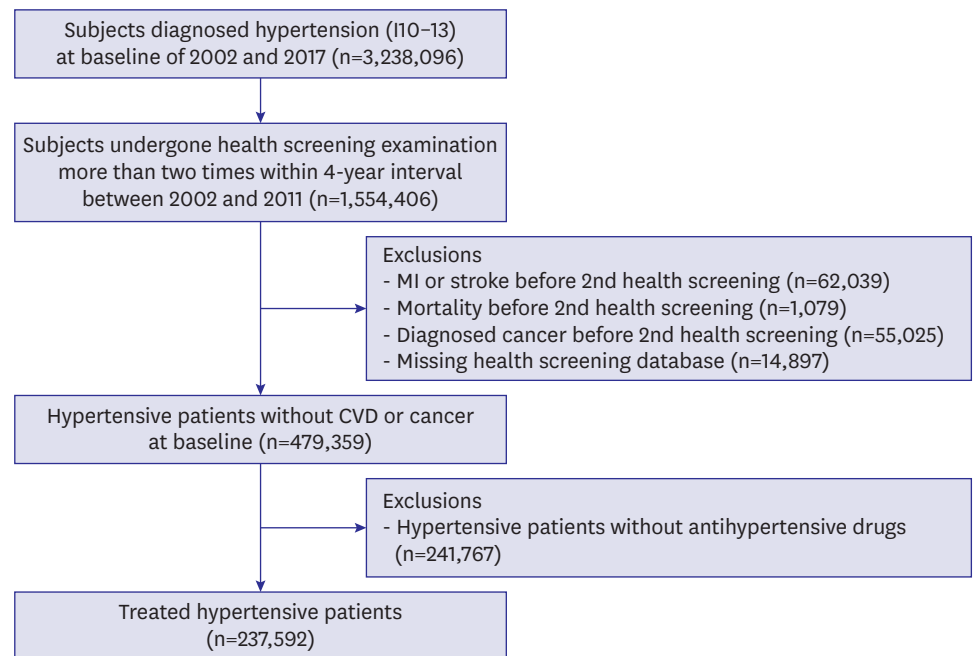 Subjects diagnosed hypertension (I10–13)
at baseline of 2002 and 2017 (n=3,238,096)
Subjects undergone health screening examination
more than two times within 4-year interval
between 2002 and 2011 (n=1,554,406)
Exclusions
- MI or stroke before 2nd health screening (n=62,039)
- Mortality before 2nd health screening (n=1,079)
- Diagnosed cancer before 2nd health screening (n=55,025)
- Missing health screening database (n=14,897)
Hypertensive patients without CVD or cancer
at baseline (n=479,359)
Exclusions
- Hypertensive patients without antihypertensive drugs
(n=241,767)
Treated hypertensive patients
(n=237,592)